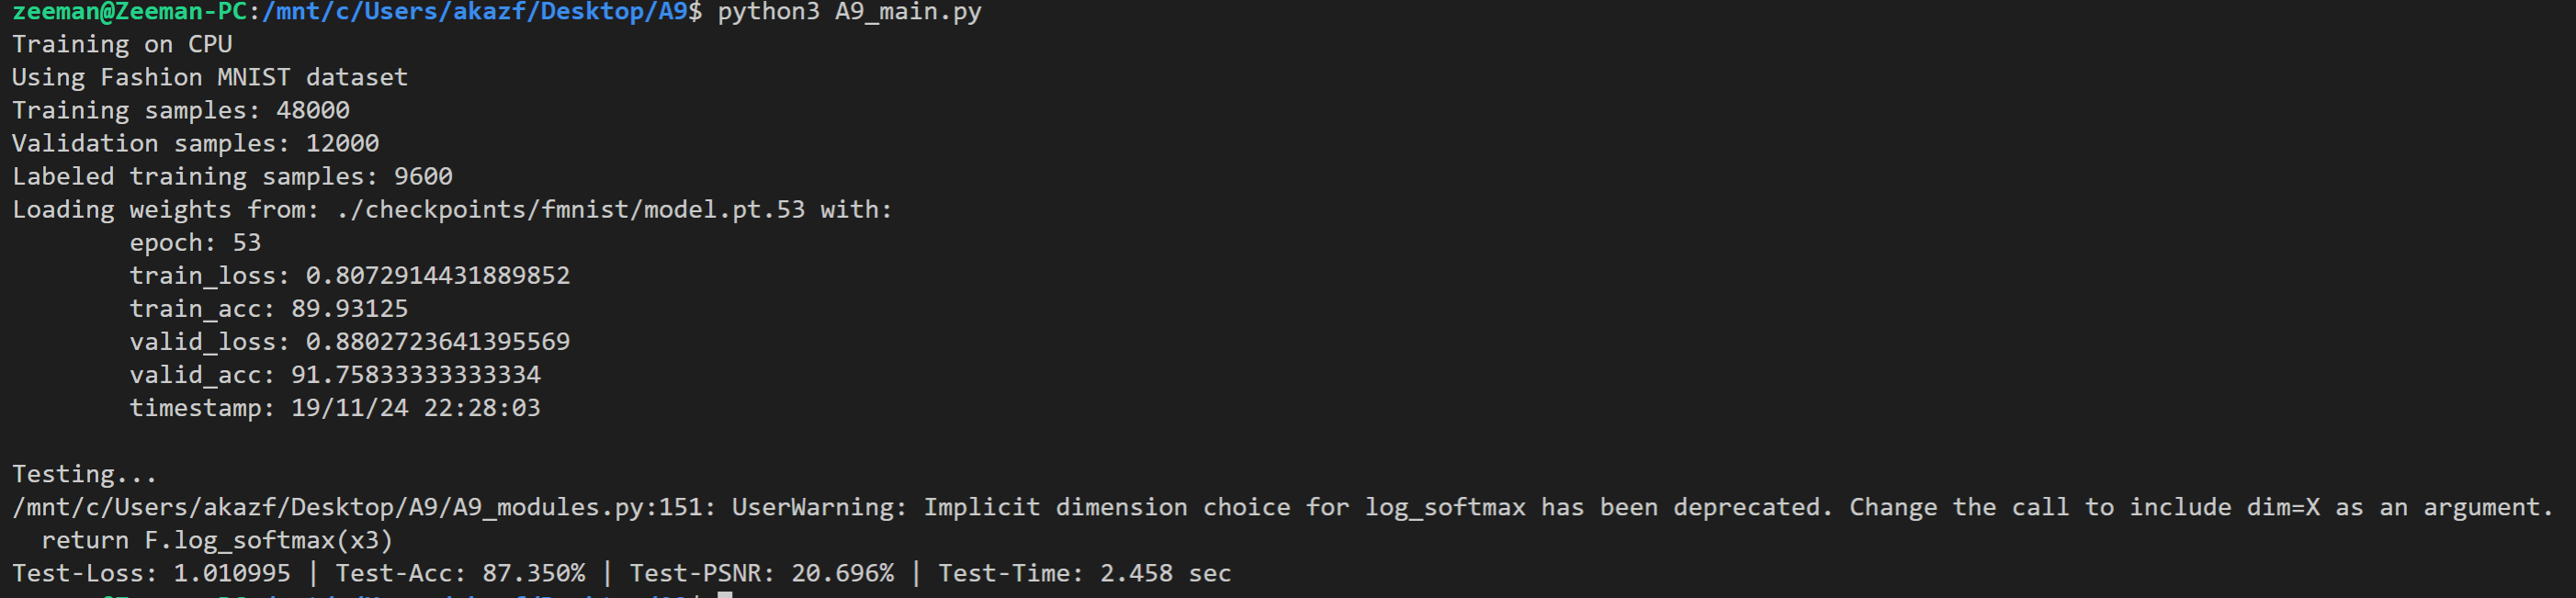 zeeman@Zeeman-PC:/mnt/c/Users/akazf/Desktop/A9$ python3 A9_main.py
Training on CPU
Using Fashion MNIST dataset
Training samples: 48000
Validation samples: 12000
Labeled training samples: 9600
Loading weights from: ./checkpoints/fmnist/model.pt.53 with:
epoch: 53
train_loss: 0.8072914431889852
train_acc: 89.93125
valid_loss: 0.8802723641395569
valid_acc: 91.75833333333334
timestamp: 19/11/24 22:28:03
Testing...
/mnt/c/Users/akazf/Desktop/A9/A9_modules.py:151: UserWarning: Implicit dimension choice for log_softmax has been deprecated. Change the call to include dim=X as an argument.
return F.log_softmax(x3)
Test-Loss: 1.010995 | Test-Acc: 87.350% | Test-PSNR: 20.696% | Test-Time: 2.458 sec